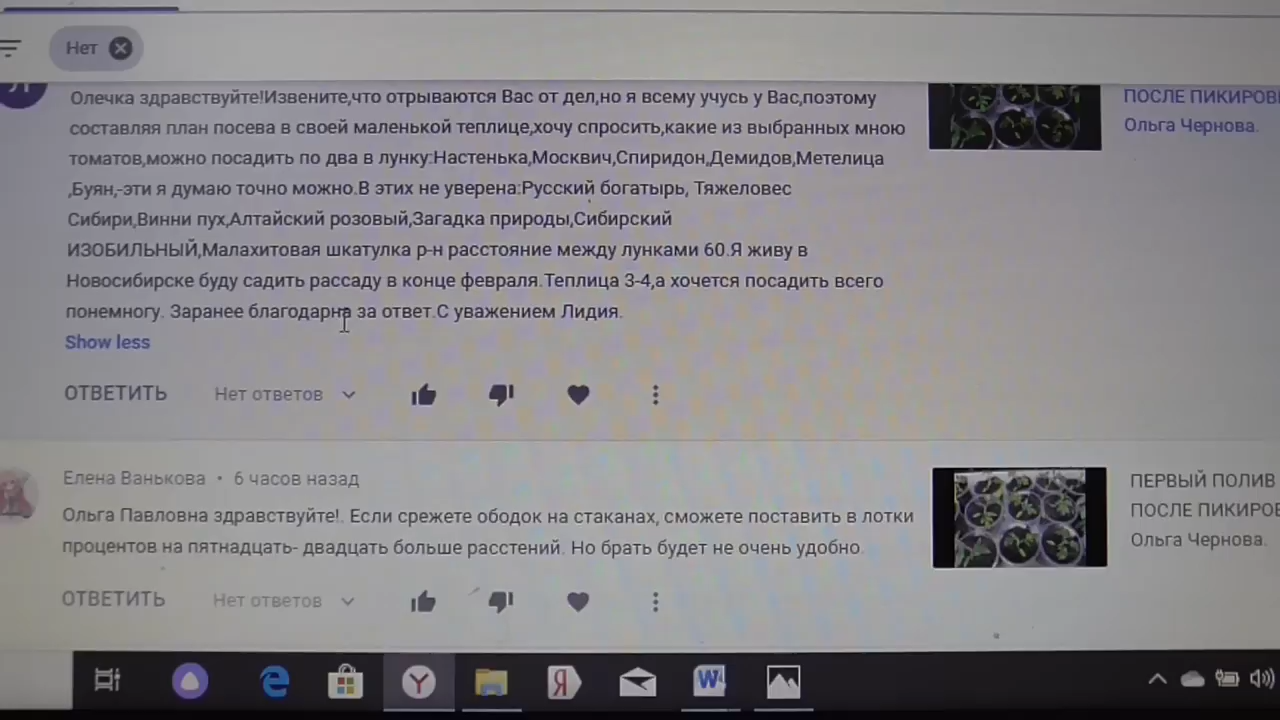 Нет
Олечка здравствуйте!Извените,что отрываются Вас от дел,но я всему учусь у Вас,поэтому
составляя план посева в своей маленькой теплице,хочу спросить,какие из выбранных мною
томатов,можно посадить по два в лунку:Настенька,Москвич,Спиридон,Демидов,Метелица
,Буян,-эти я думаю точно можно.В этих не уверена:Русский богатырь, Тяжеловес
Сибири,Винни пух,Алтайский розовый,Загадка природы,Сибирский
ИЗОБИЛЬНЫЙ,Малахитовая шкатулка р-н расстояние между лунками 60.Я живу в
Новосибирске буду садить рассаду в конце февраля.Теплица 3-4,а хочется посадить всего
понемногу. Заранее благодарна за ответ.С уважением Лидия.
Show less
ОТВЕТИТЬ Нет ответов
ПОСЛЕ ПИКИРОВ
Ольга Чернова.
Елена Ванькова • 6 часов назад
Ольга Павловна здравствуйте!. Если срежете ободок на стаканах, сможете поставить в лотки
процентов на пятнадцать- двадцать больше растений. Но брать будет не очень удобно.
ОТВЕТИТЬ Нет ответов
ПЕРВЫЙ ПОЛИВ
ПОСЛЕ ПИКИРОВ
Ольга Чернова.